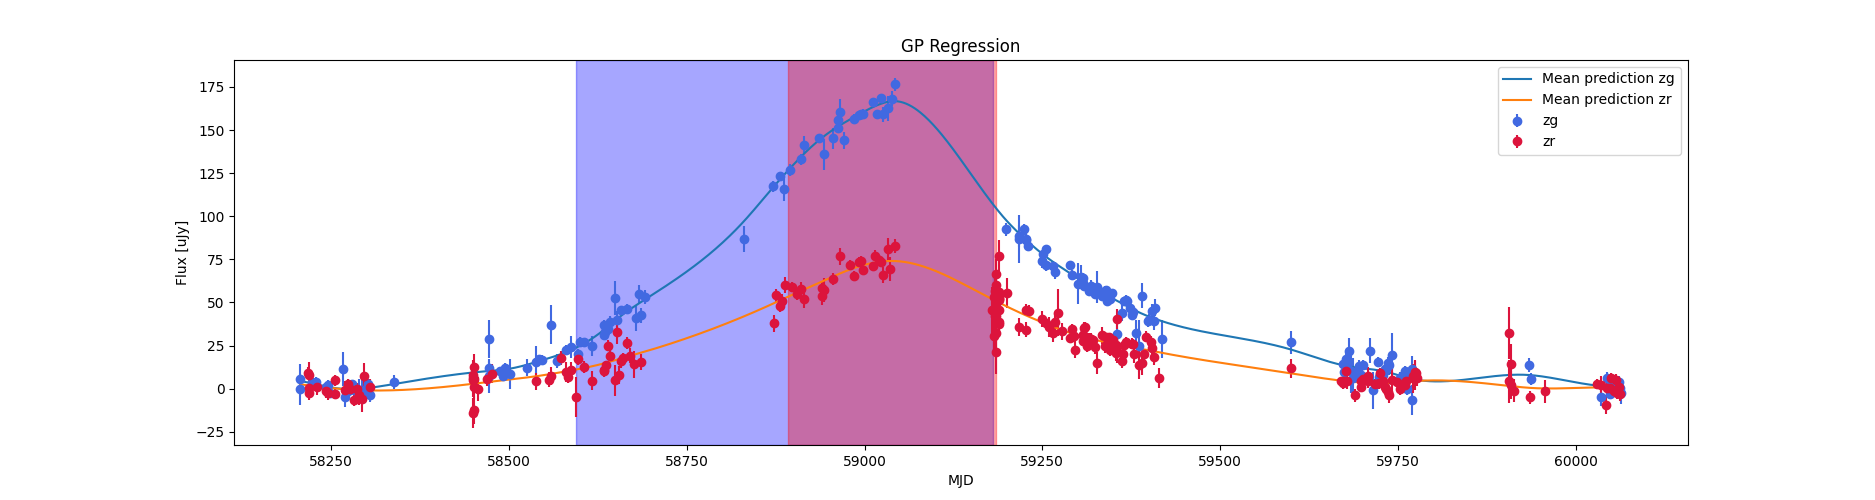 GP Regression
Flux [uJy]
175
150
125
100
75
50
25
0
−25
58250
58500
58750
59000
59250
59500
59750
60000
MJD
Mean prediction zg
Mean prediction zr
zg
zr